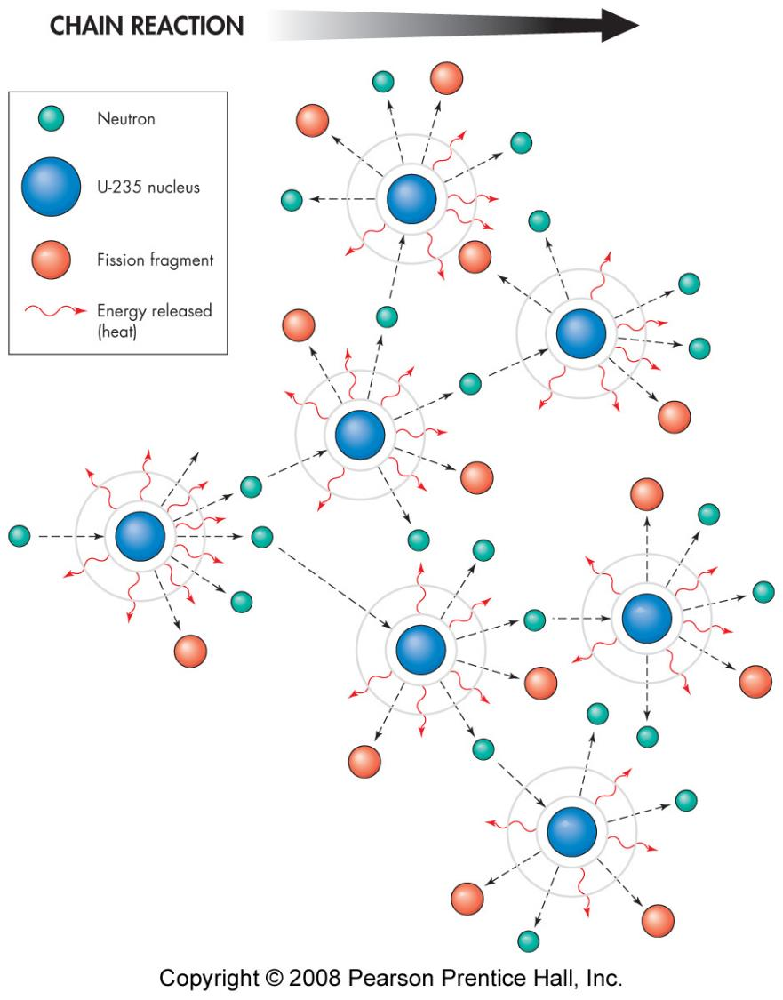 CHAIN REACTION
Neutron
U-235 nucleus
Fission fragment
Energy released
(heat)
Copyright © 2008 Pearson Prentice Hall, Inc.